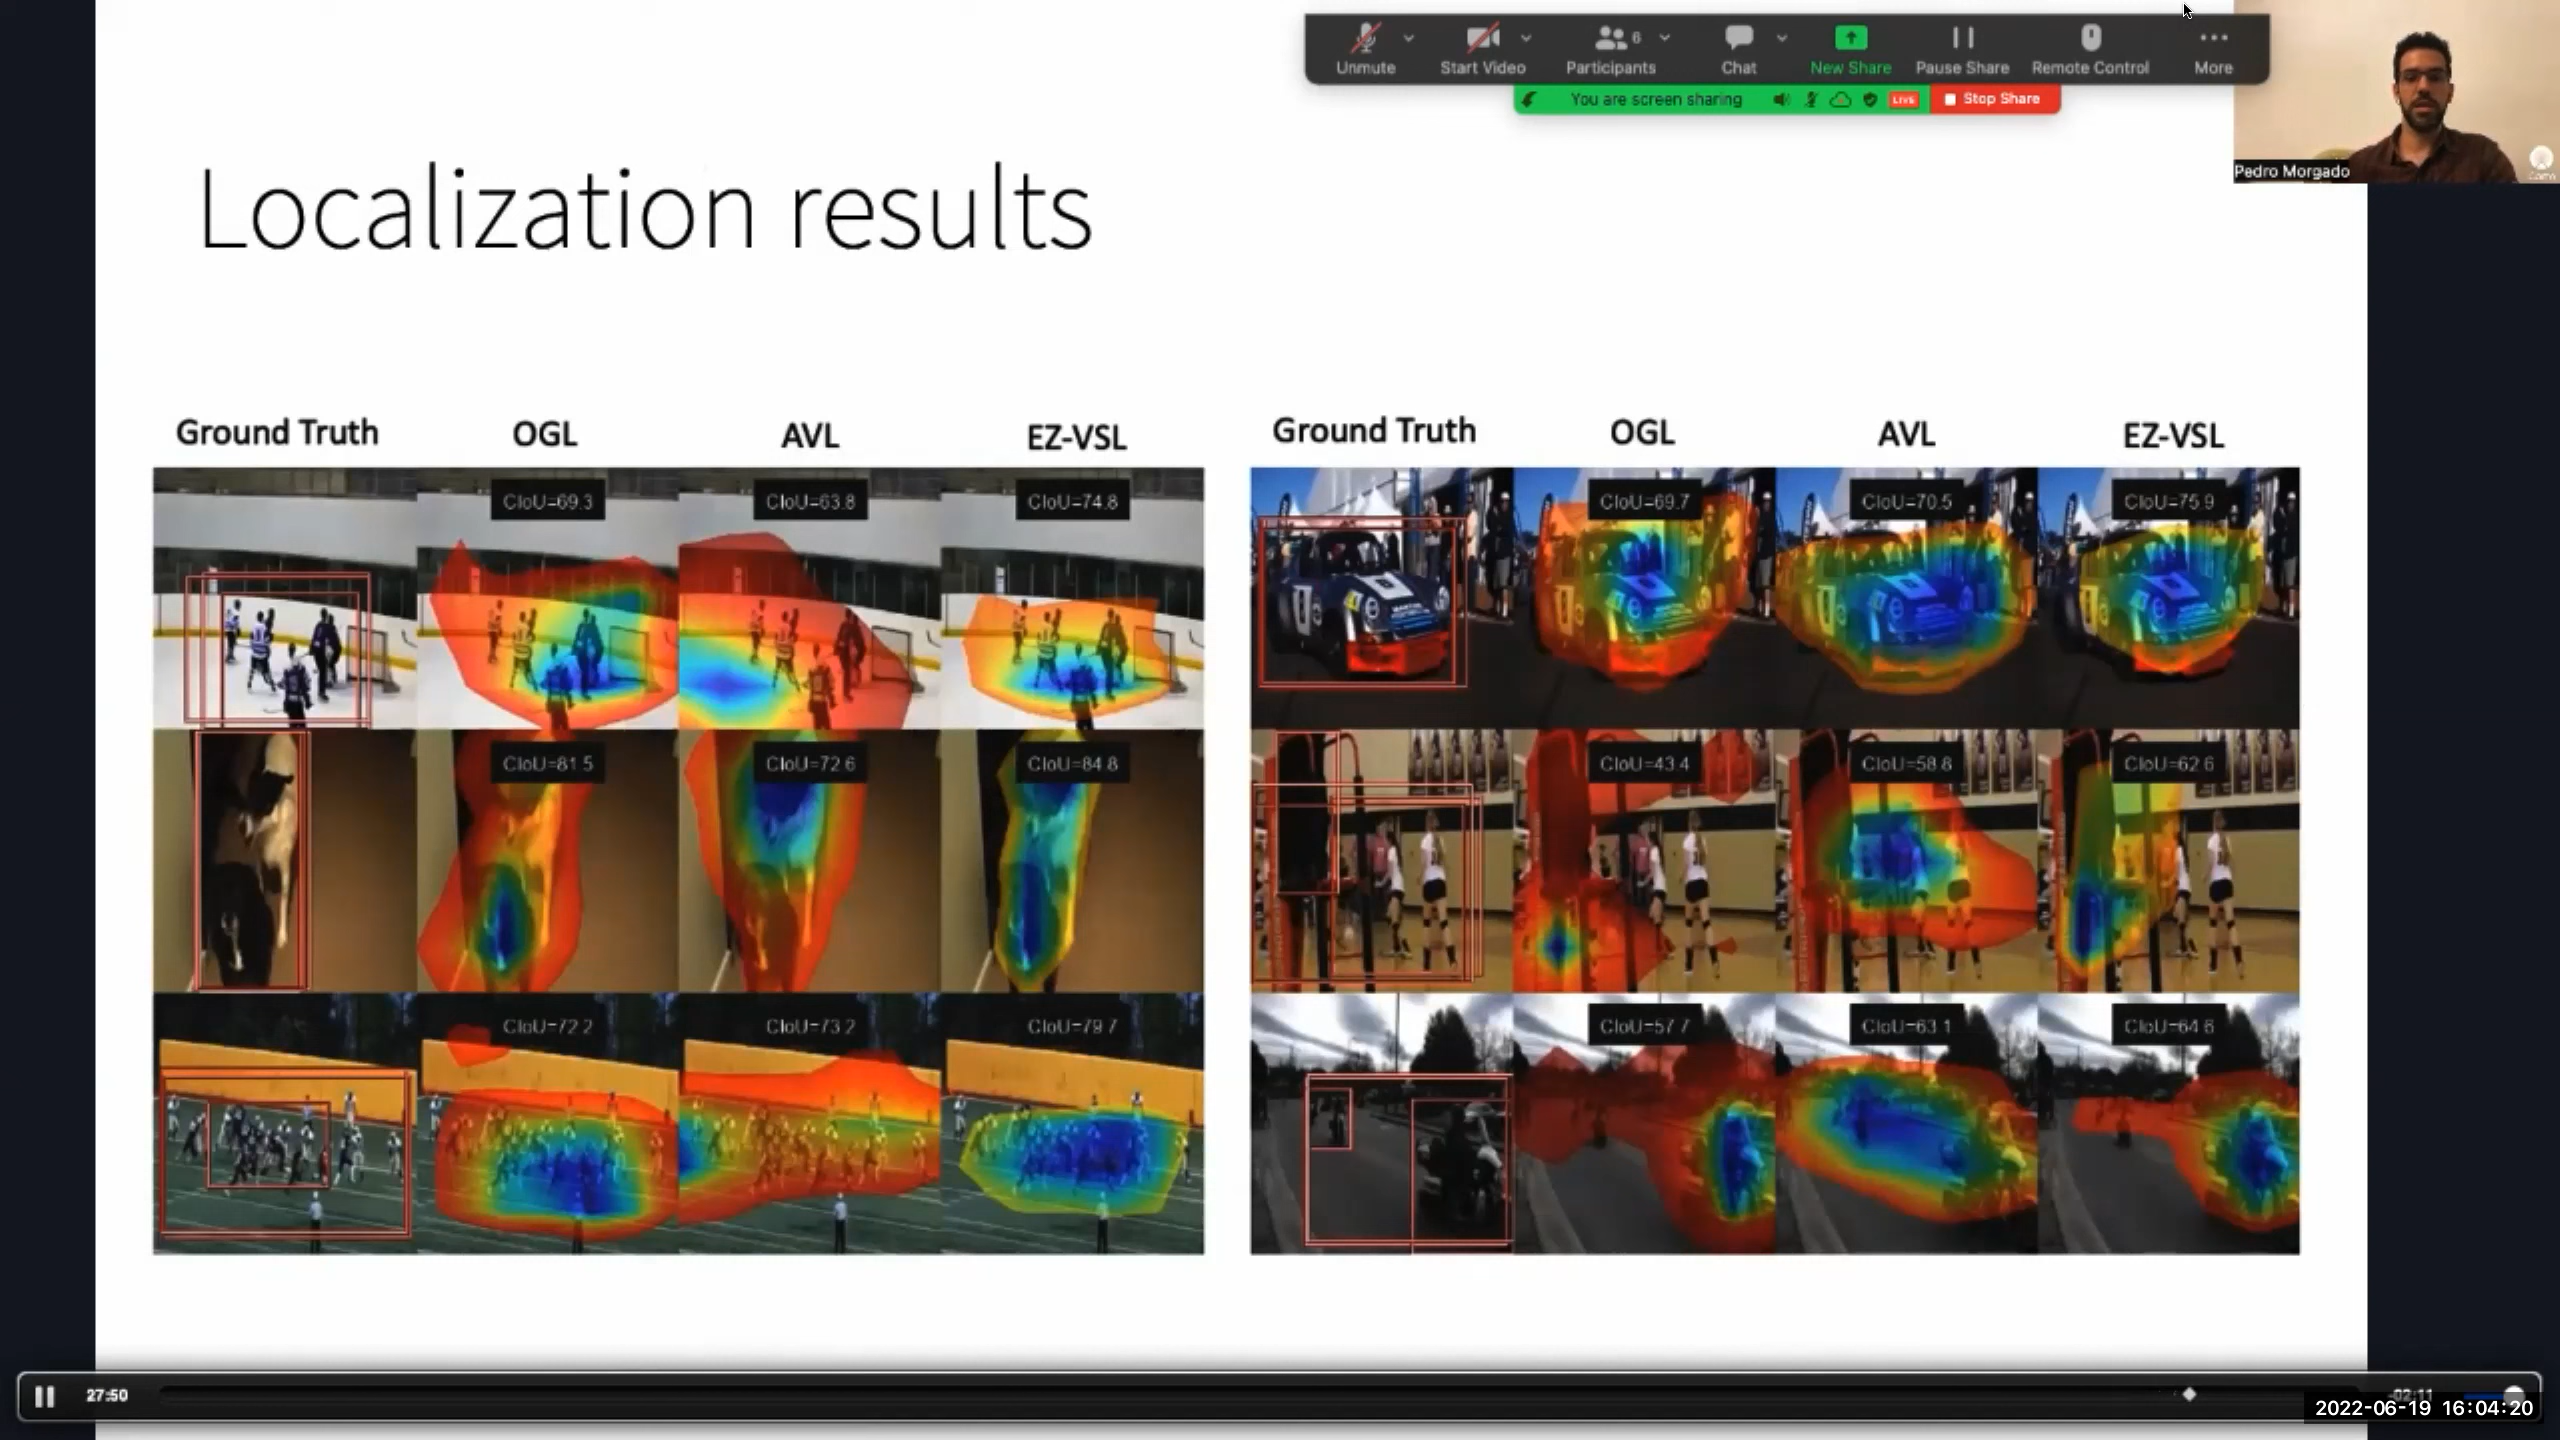 Unmute
Start Video
6
Participants
Chat
New Share
Pause Share
Remote Control
More
You are screen sharing
LIVE
Stop Share
Pedro Morgado
Localization results
Ground Truth OGL AVL EZ-VSL
Ground Truth OGL AVL EZ-VSL
CIoU=69.3 CIoU=63.8 CIoU=74.8
CIoU=69.7 CIoU=70.5 CIoU=75.9
CIoU=81.5 CIoU=72.6 CIoU=84.8
CIoU=43.4 CIoU=58.8 CIoU=62.6
CIoU=72.2 CIoU=73.2 CIoU=79.7
CIoU=57.7 CIoU=63.1 CIoU=64.6
27:50
-02:11
2022-06-19 16:04:20